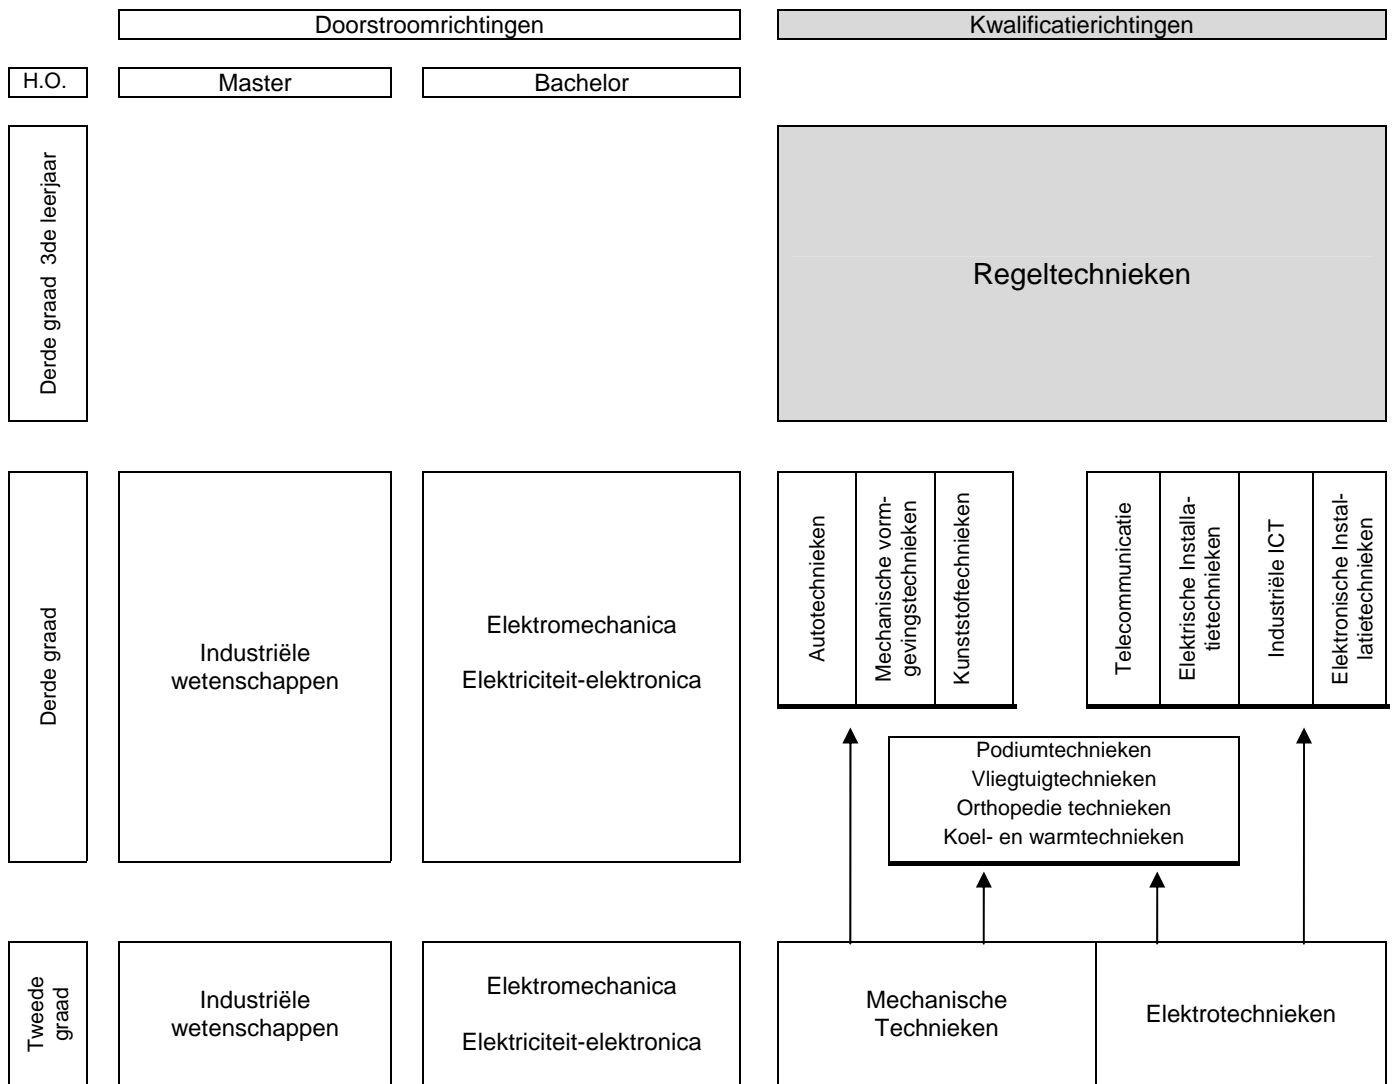 Doorstroomrichtingen
Kwalificatierichtingen
H.O.
Master
Bachelor
Derde graad 3de leerjaar
Regeltechnieken
Derde graad
Industriële
wetenschappen
Elektromechanica
Elektriciteit-elektronica
Autotechnieken
Mechanische vorm-
gevingstechnieken
Kunststoftechnieken
Telecommunicatie
Elektrische Installa-
tietechnieken
Industriële ICT
Elektronische Instal-
latietechnieken
Podiumtechnieken
Vliegtuigtechnieken
Orthopedie technieken
Koel- en warmtechnieken
Tweede
graad
Industriële
wetenschappen
Elektromechanica
Elektriciteit-elektronica
Mechanische
Technieken
Elektrotechnieken